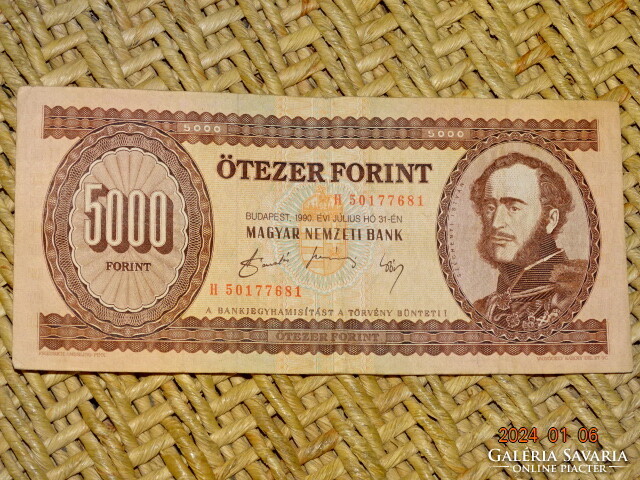 5000
5000
ÖTEZER FORINT
H 50177681
BUDAPEST, 1990. ÉVI JÚLIUS HÓ 31-ÉN
MAGYAR NEMZETI BANK
5000
FORINT
H 50177681
A BANKJEGYHAMISÍTÁST A TÖRVÉNY BÜNTETI!
ÖTEZER FORINT
2024 01 06
GALÉRIA SAVARIA
ONLINE PIACTÉR